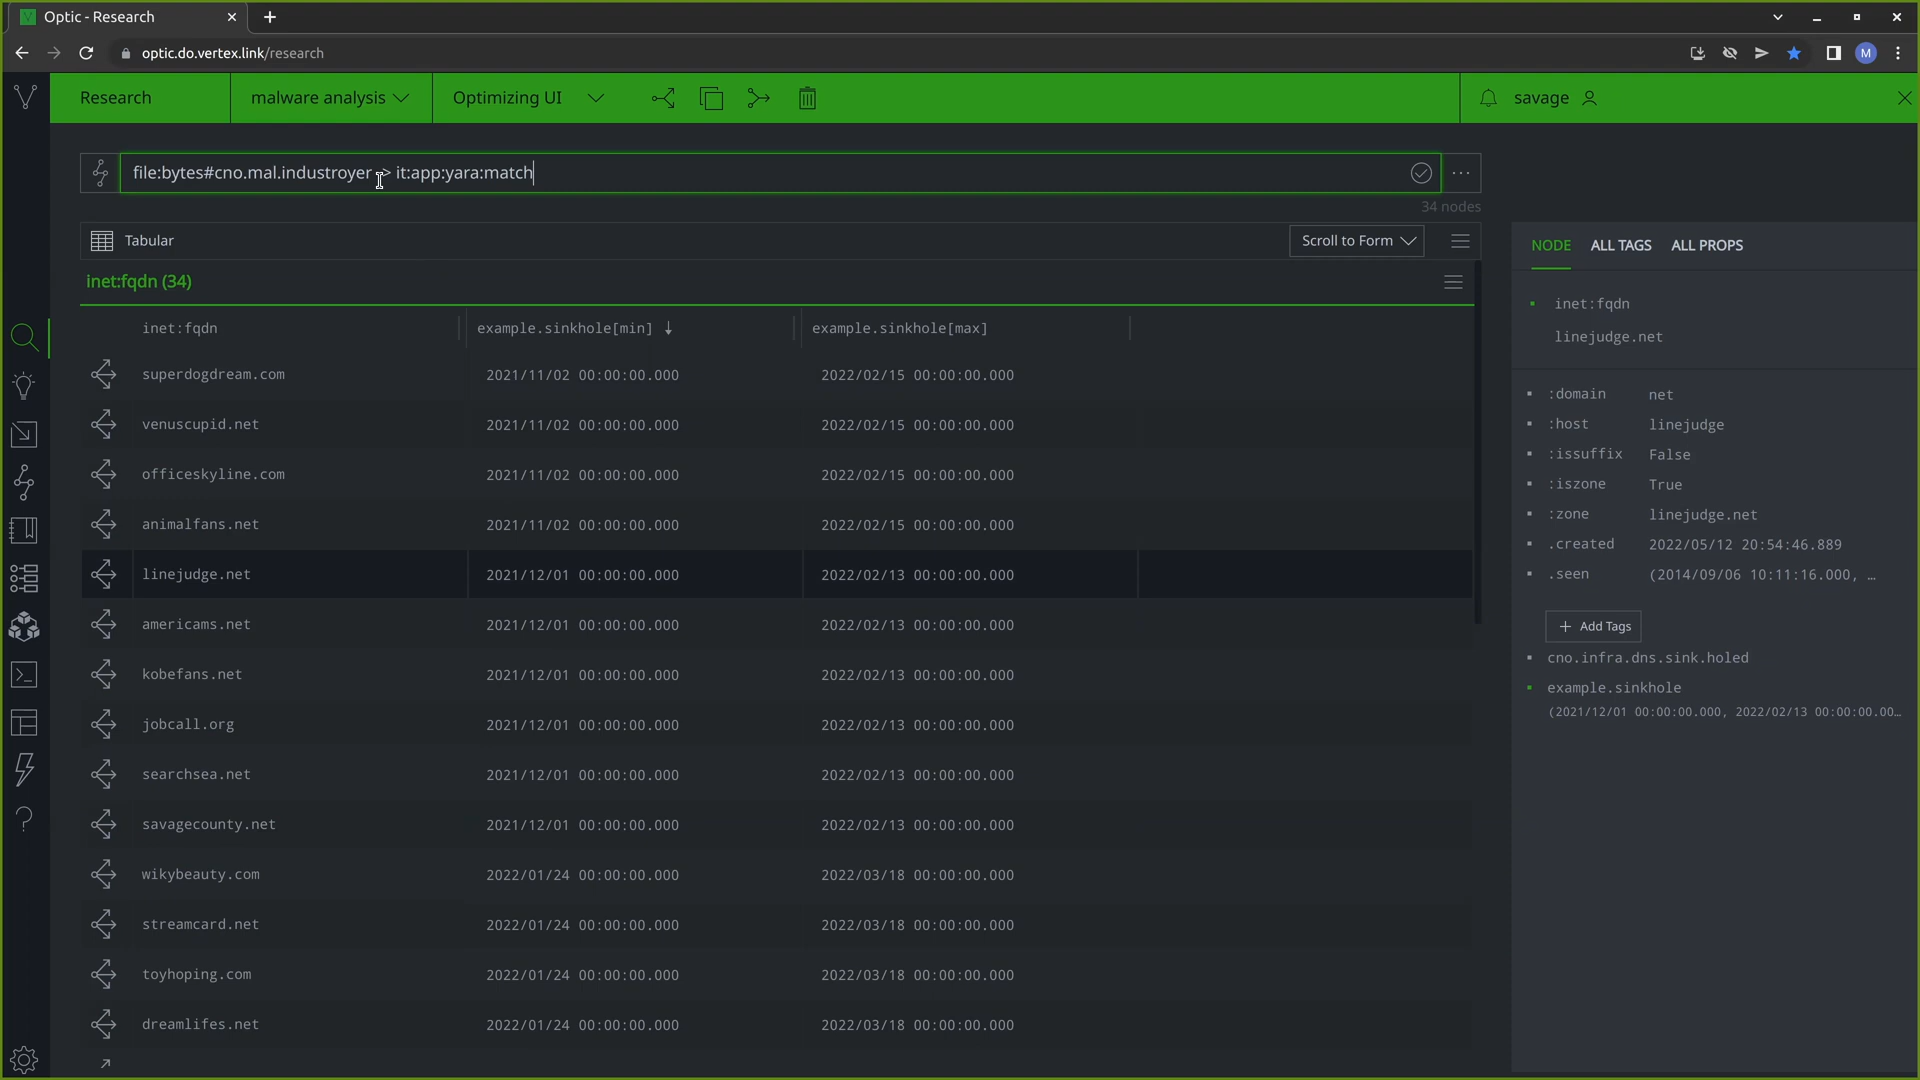 Optic - Research
optic.do.vertex.link/research
M
Research
malware analysis
Optimizing UI
savage
file:bytes#cno.mal.industroyer -> it:app:yara:match
34 nodes
Tabular
Scroll to Form
inet:fqdn (34)
inet:fqdn example.sinkhole[min] ↓ example.sinkhole[max]
superdogdream.com 2021/11/02 00:00:00.000 2022/02/15 00:00:00.000
venuscupid.net 2021/11/02 00:00:00.000 2022/02/15 00:00:00.000
officeskyline.com 2021/11/02 00:00:00.000 2022/02/15 00:00:00.000
animalfans.net 2021/11/02 00:00:00.000 2022/02/15 00:00:00.000
linejudge.net 2021/12/01 00:00:00.000 2022/02/13 00:00:00.000
americams.net 2021/12/01 00:00:00.000 2022/02/13 00:00:00.000
kobefans.net 2021/12/01 00:00:00.000 2022/02/13 00:00:00.000
jobcall.org 2021/12/01 00:00:00.000 2022/02/13 00:00:00.000
searchsea.net 2021/12/01 00:00:00.000 2022/02/13 00:00:00.000
savagecounty.net 2021/12/01 00:00:00.000 2022/02/13 00:00:00.000
wikybeauty.com 2022/01/24 00:00:00.000 2022/03/18 00:00:00.000
streamcard.net 2022/01/24 00:00:00.000 2022/03/18 00:00:00.000
toyhoping.com 2022/01/24 00:00:00.000 2022/03/18 00:00:00.000
dreamlifes.net 2022/01/24 00:00:00.000 2022/03/18 00:00:00.000
NODE ALL TAGS ALL PROPS
inet:fqdn
linejudge.net
:domain net
:host linejudge
:issuffix False
:iszone True
:zone linejudge.net
.created 2022/05/12 20:54:46.889
.seen (2014/09/06 10:11:16.000, …
+ Add Tags
cno.infra.dns.sink.holed
example.sinkhole
(2021/12/01 00:00:00.000, 2022/02/13 00:00:00.00…